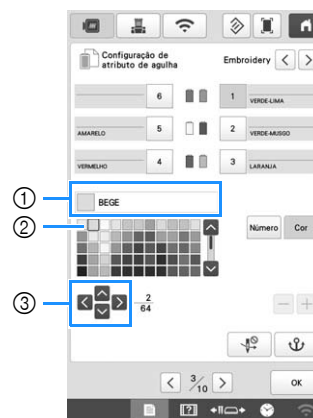 Configuração de
atributo de agulha
Embroidery
6
1
VERDE-LIMA
AMARELO
5
2
VERDE-MUSGO
VERMELHO
4
3
LARANJA
① BEGE
②
Número
Cor
③
2
64
3/10
OK